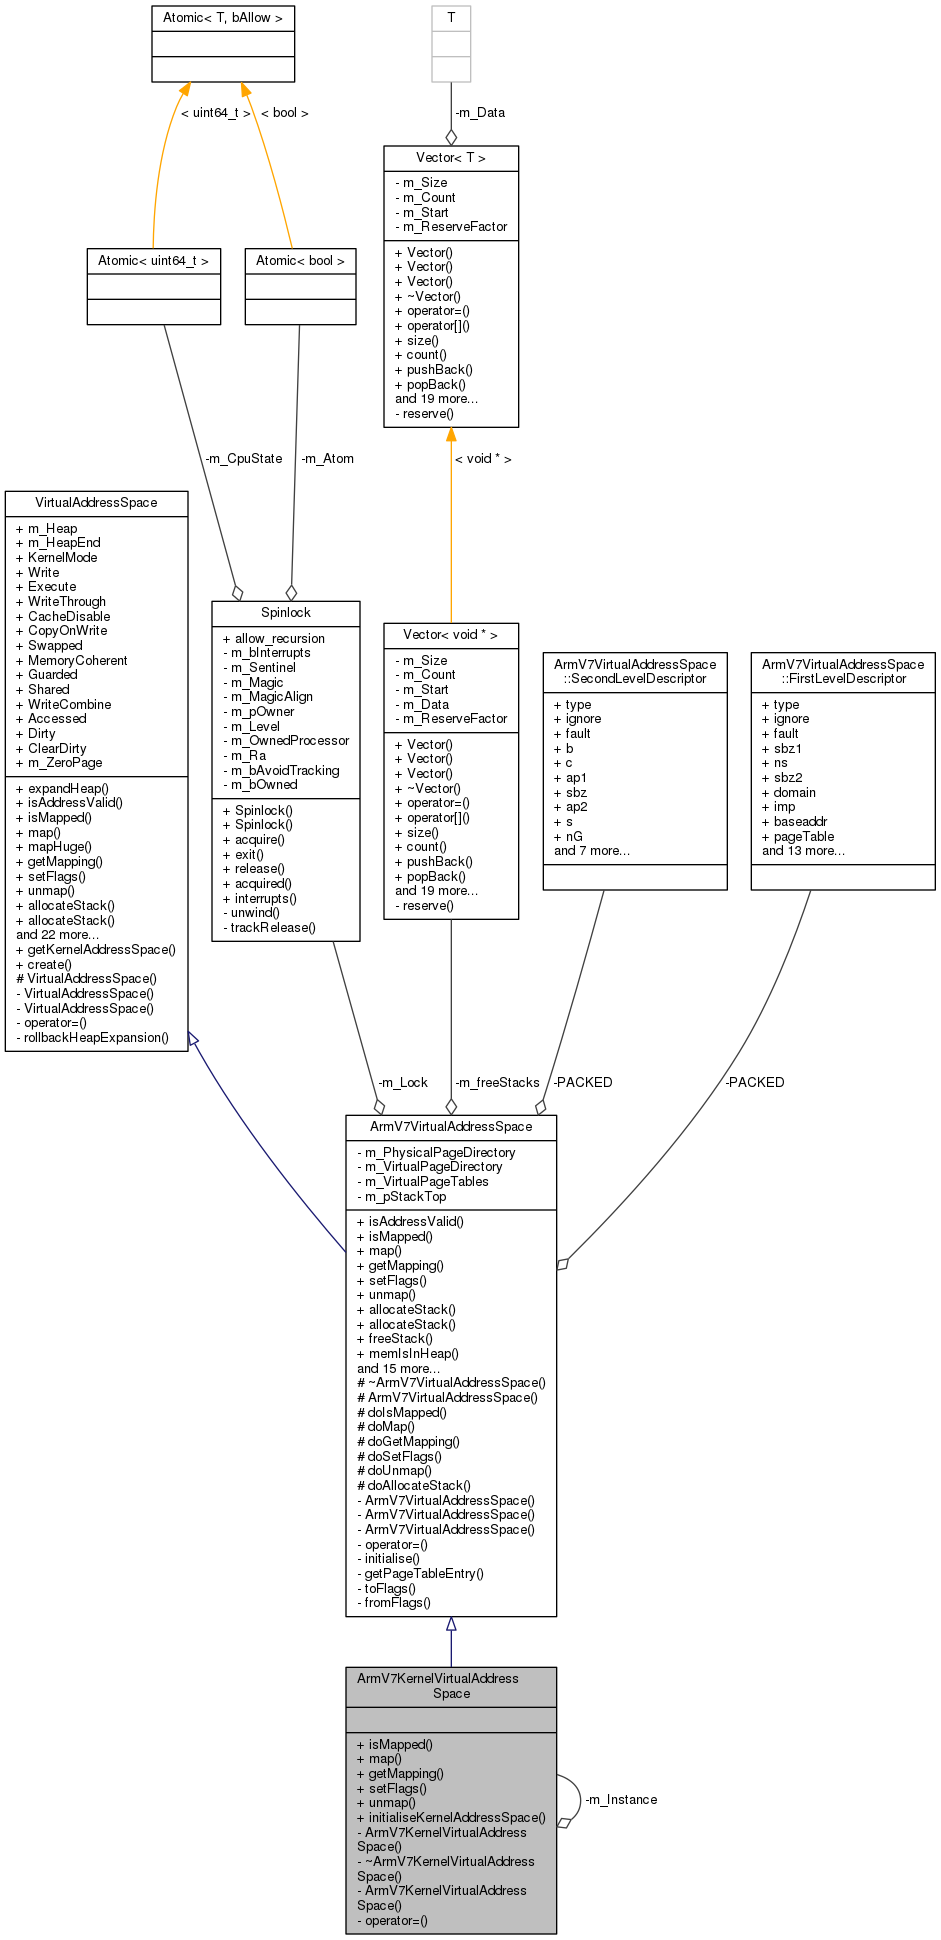 Atomic< T, bAllow >
T
< uint64_t >
< bool >
-m_Data
Vector< T >
- m_Size
- m_Count
- m_Start
- m_ReserveFactor
+ Vector()
+ Vector()
+ Vector()
+ ~Vector()
+ operator=()
+ operator[]()
+ size()
+ count()
+ pushBack()
+ popBack()
and 19 more...
- reserve()
Atomic< uint64_t >
Atomic< bool >
-m_CpuState
-m_Atom
< void * >
VirtualAddressSpace
+ m_Heap
+ m_HeapEnd
+ KernelMode
+ Write
+ Execute
+ WriteThrough
+ CacheDisable
+ CopyOnWrite
+ Swapped
+ MemoryCoherent
+ Guarded
+ Shared
+ WriteCombine
+ Accessed
+ Dirty
+ ClearDirty
+ m_ZeroPage
+ expandHeap()
+ isAddressValid()
+ isMapped()
+ map()
+ mapHuge()
+ getMapping()
+ setFlags()
+ unmap()
+ allocateStack()
+ allocateStack()
and 22 more...
+ getKernelAddressSpace()
+ create()
# VirtualAddressSpace()
- VirtualAddressSpace()
- VirtualAddressSpace()
- operator=()
- rollbackHeapExpansion()
Spinlock
+ allow_recursion
- m_bInterrupts
- m_Sentinel
- m_Magic
- m_MagicAlign
- m_pOwner
- m_Level
- m_OwnedProcessor
- m_Ra
- m_bAvoidTracking
- m_bOwned
+ Spinlock()
+ Spinlock()
+ acquire()
+ exit()
+ release()
+ acquired()
+ interrupts()
- unwind()
- trackRelease()
Vector< void * >
- m_Size
- m_Count
- m_Start
- m_Data
- m_ReserveFactor
+ Vector()
+ Vector()
+ Vector()
+ ~Vector()
+ operator=()
+ operator[]()
+ size()
+ count()
+ pushBack()
+ popBack()
and 19 more...
- reserve()
ArmV7VirtualAddressSpace
::SecondLevelDescriptor
+ type
+ ignore
+ fault
+ b
+ c
+ ap1
+ sbz
+ ap2
+ s
+ nG
and 7 more...
ArmV7VirtualAddressSpace
::FirstLevelDescriptor
+ type
+ ignore
+ fault
+ sbz1
+ ns
+ sbz2
+ domain
+ imp
+ baseaddr
+ pageTable
and 13 more...
-m_Lock
-m_freeStacks
-PACKED
-PACKED
ArmV7VirtualAddressSpace
- m_PhysicalPageDirectory
- m_VirtualPageDirectory
- m_VirtualPageTables
- m_pStackTop
+ isAddressValid()
+ isMapped()
+ map()
+ getMapping()
+ setFlags()
+ unmap()
+ allocateStack()
+ allocateStack()
+ freeStack()
+ memIsInHeap()
and 15 more...
# ~ArmV7VirtualAddressSpace()
# ArmV7VirtualAddressSpace()
# doIsMapped()
# doMap()
# doGetMapping()
# doSetFlags()
# doUnmap()
# doAllocateStack()
- ArmV7VirtualAddressSpace()
- ArmV7VirtualAddressSpace()
- ArmV7VirtualAddressSpace()
- operator=()
- initialise()
- getPageTableEntry()
- toFlags()
- fromFlags()
ArmV7KernelVirtualAddress
Space
+ isMapped()
+ map()
+ getMapping()
+ setFlags()
+ unmap()
+ initialiseKernelAddressSpace()
- ArmV7KernelVirtualAddress
Space()
- ~ArmV7KernelVirtualAddress
Space()
- ArmV7KernelVirtualAddress
Space()
- operator=()
-m_Instance